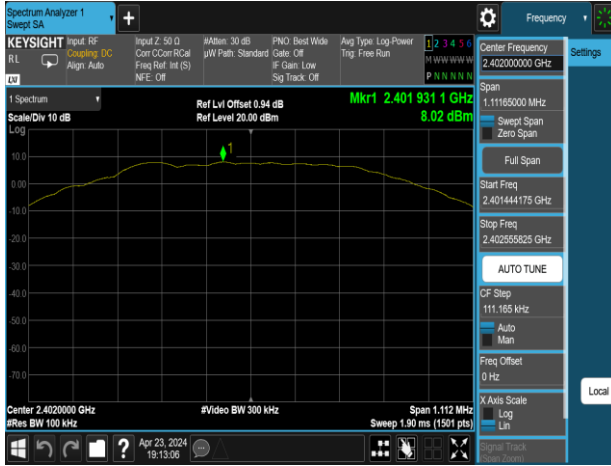 Spectrum Analyzer 1
Swept SA
Frequency
KEYSIGHT
RL
LXI
Input: RF
Coupling: DC
Align: Auto
Input Z: 50 Ω
Corr CCorr RCal
Freq Ref: Int (S)
NFE: Off
#Atten: 30 dB
µW Path: Standard
PNO: Best Wide
Gate: Off
IF Gain: Low
Sig Track: Off
Avg Type: Log-Power
Trig: Free Run
1 2 3 4 5 6
M W W W W W
P N N N N N
1 Spectrum
Scale/Div 10 dB
Log
Ref Lvl Offset 0.94 dB
Ref Level 20.00 dBm
Mkr1 2.401 931 1 GHz
8.02 dBm
1
10.0
0.00
-10.0
-20.0
-30.0
-40.0
-50.0
-60.0
-70.0
Center 2.4020000 GHz
#Res BW 100 kHz
#Video BW 300 kHz
Span 1.112 MHz
Sweep 1.90 ms (1501 pts)
Apr 23, 2024
19:13:06
Center Frequency
2.402000000 GHz
Settings
Span
1.11165000 MHz
Swept Span
Zero Span
Full Span
Start Freq
2.401444175 GHz
Stop Freq
2.402555825 GHz
AUTO TUNE
CF Step
111.165 kHz
Auto
Man
Freq Offset
0 Hz
Local
X Axis Scale
Log
Lin
Signal Track
(Span Zoom)